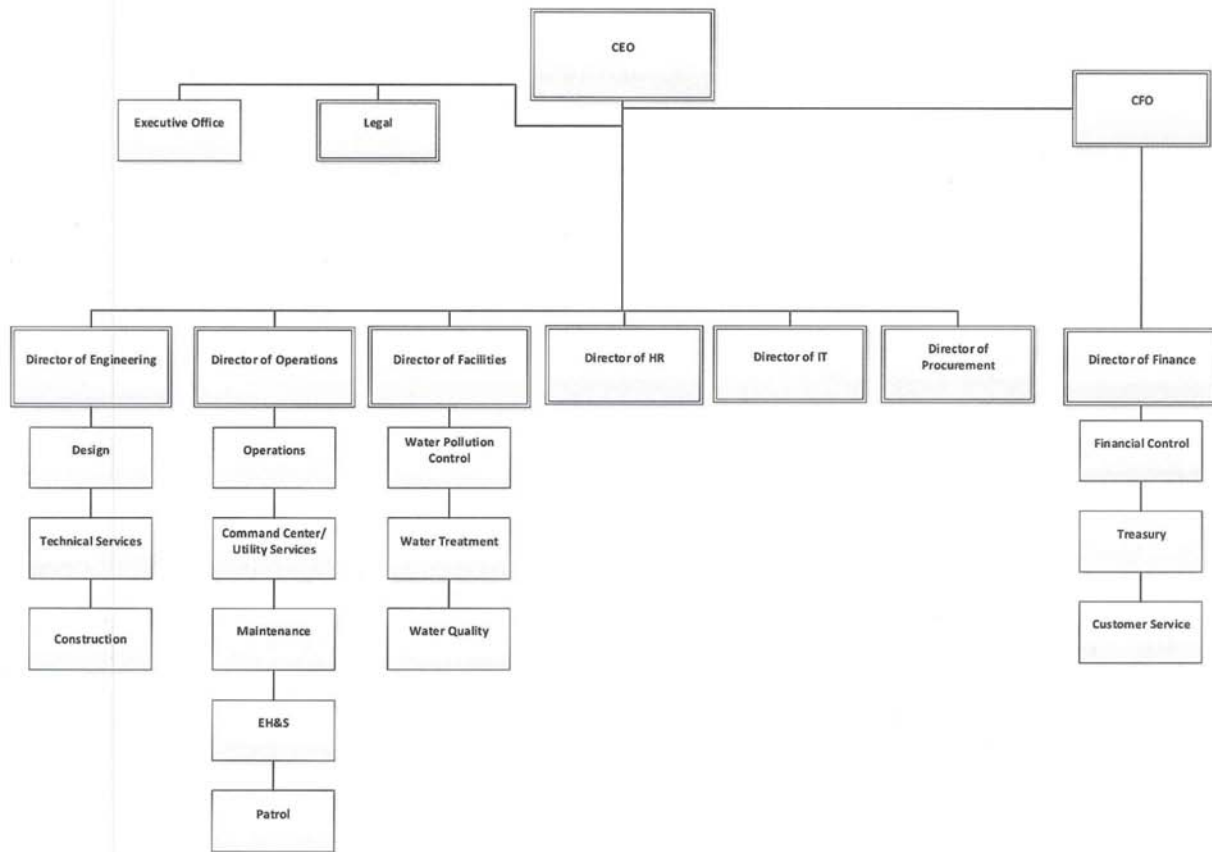 CEO
CFO
Executive Office
Legal
Director of Engineering
Director of Operations
Director of Facilities
Director of HR
Director of IT
Director of
Procurement
Director of Finance
Design
Operations
Water Pollution
Control
Financial Control
Technical Services
Command Center/
Utility Services
Water Treatment
Treasury
Construction
Maintenance
Water Quality
Customer Service
EH&S
Patrol